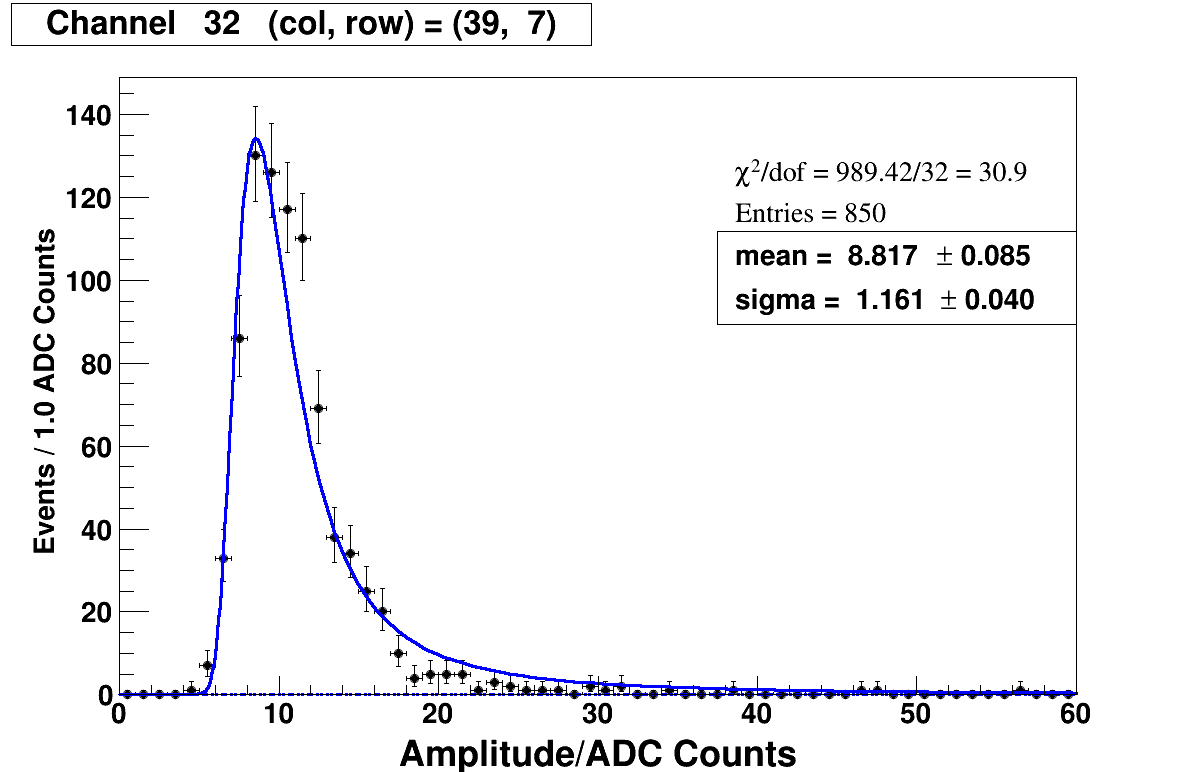 Channel 32 (col, row) = (39, 7)
χ²/dof = 989.42/32 = 30.9
Entries = 850
mean = 8.817 ± 0.085
sigma = 1.161 ± 0.040
Events / 1.0 ADC Counts
140
120
100
80
60
40
20
0
0 10 20 30 40 50 60
Amplitude/ADC Counts